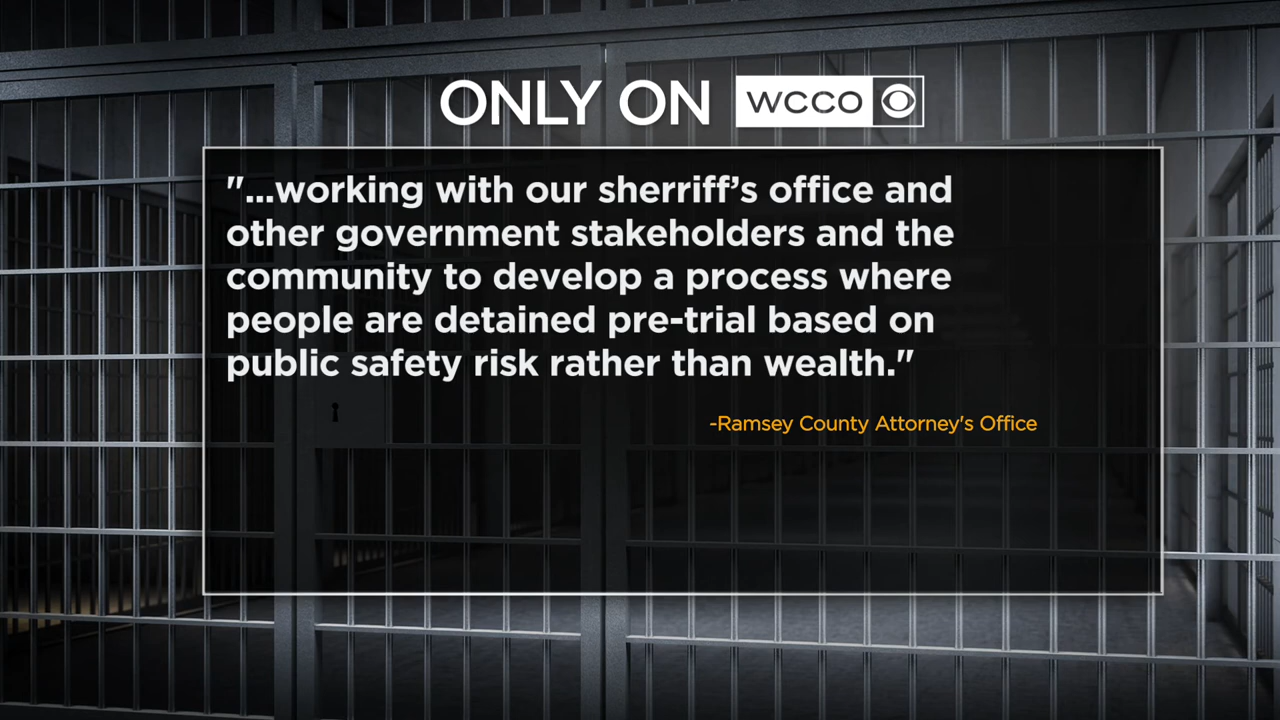 ONLY ON WCCO
"...working with our sherriff’s office and
other government stakeholders and the
community to develop a process where
people are detained pre-trial based on
public safety risk rather than wealth."
-Ramsey County Attorney's Office